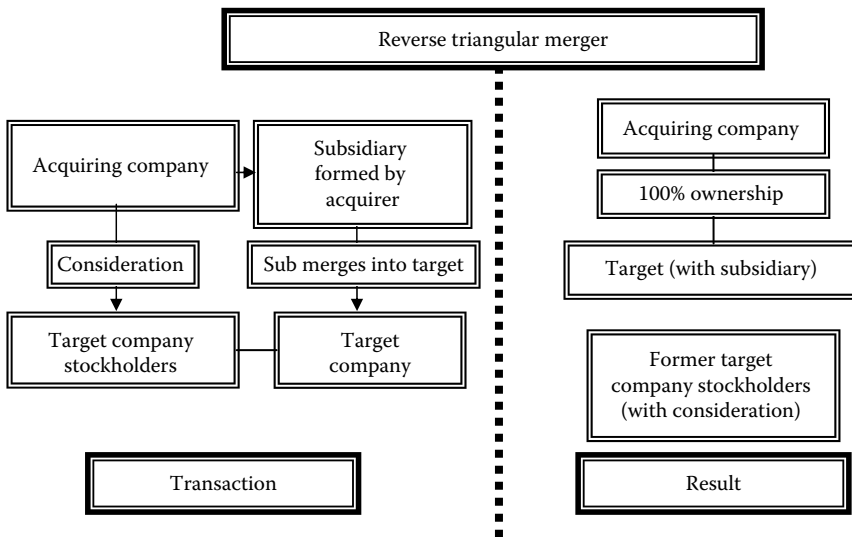 Reverse triangular merger
Acquiring company
Subsidiary
formed by
acquirer
Consideration
Sub merges into target
Target company
stockholders
Target
company
Transaction
Acquiring company
100% ownership
Target (with subsidiary)
Former target
company stockholders
(with consideration)
Result